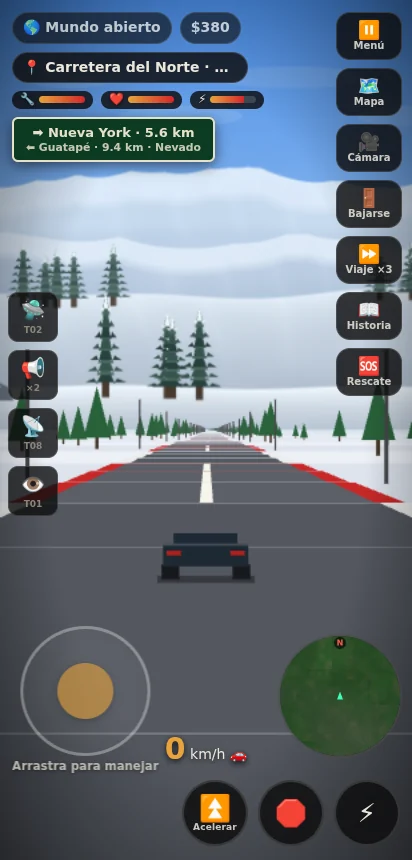 Mundo abierto
$380
Carretera del Norte · ...
➡ Nueva York · 5.6 km
⬅ Guatapé · 9.4 km · Nevado
Menú
Mapa
Cámara
Bajarse
Viaje ×3
Historia
SOS
Rescate
T02
×2
T08
T01
N
0 km/h
Arrastra para manejar
Acelerar